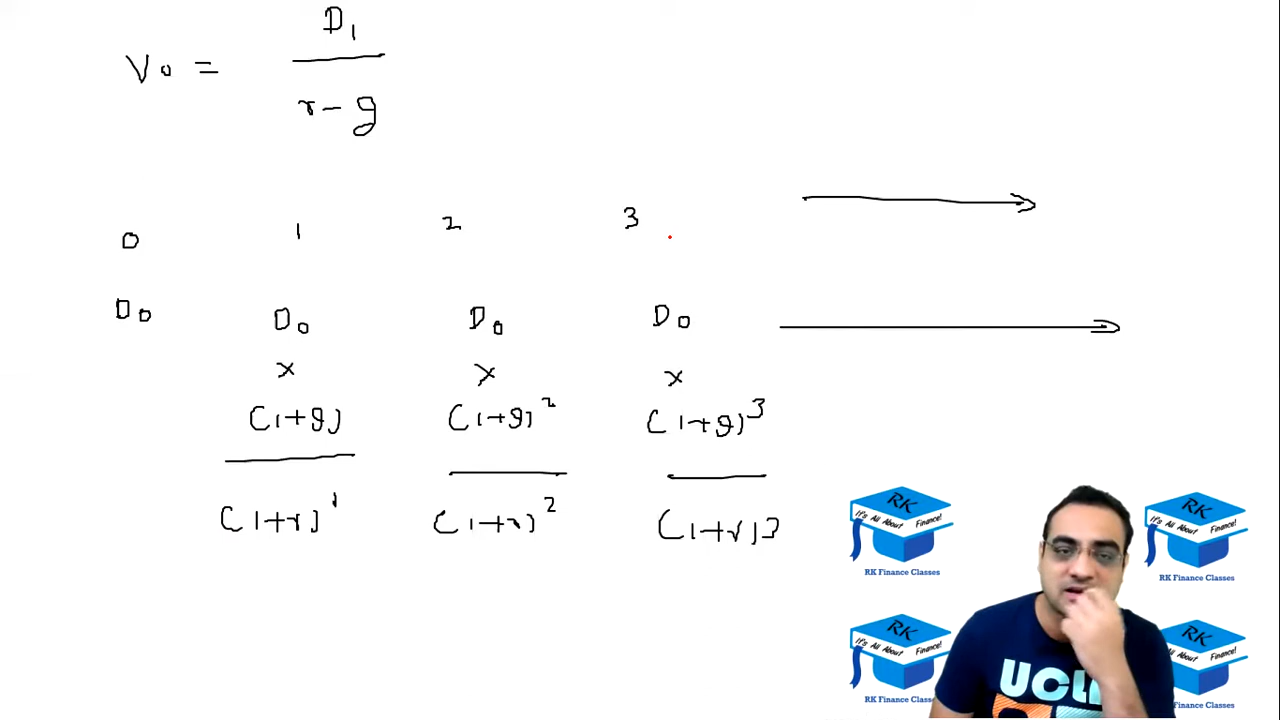 V₀ = D₁ / (r - g)
0 1 2 3
D₀ D₀ D₀ D₀
× × ×
(1+g) (1+g)² (1+g)³
(1+r)¹ (1+r)² (1+r)³
RK
It's All About Finance!
RK Finance Classes
RK
It's All About Finance!
RK Finance Classes
RK
It's All About Finance!
RK Finance Classes
RK
All About Finance!
RK Finance Classes
UCL